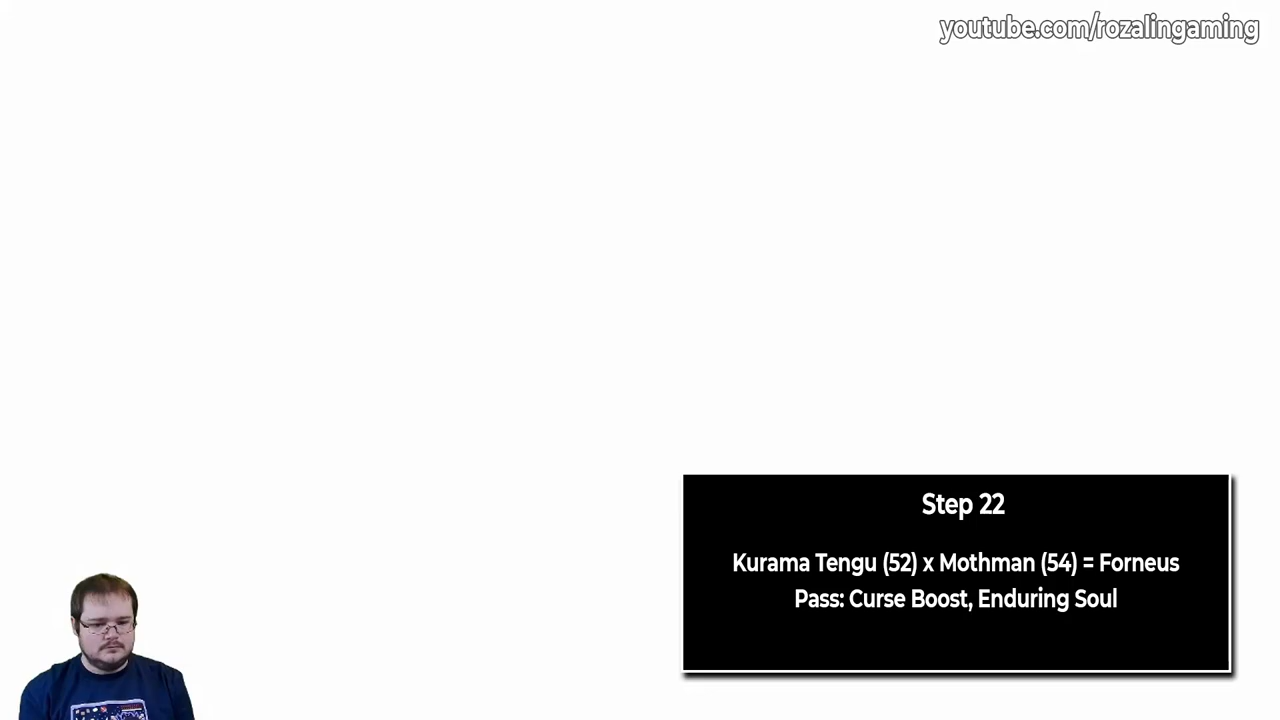 youtube.com/rozalingaming
Step 22
Kurama Tengu (52) x Mothman (54) = Forneus
Pass: Curse Boost, Enduring Soul